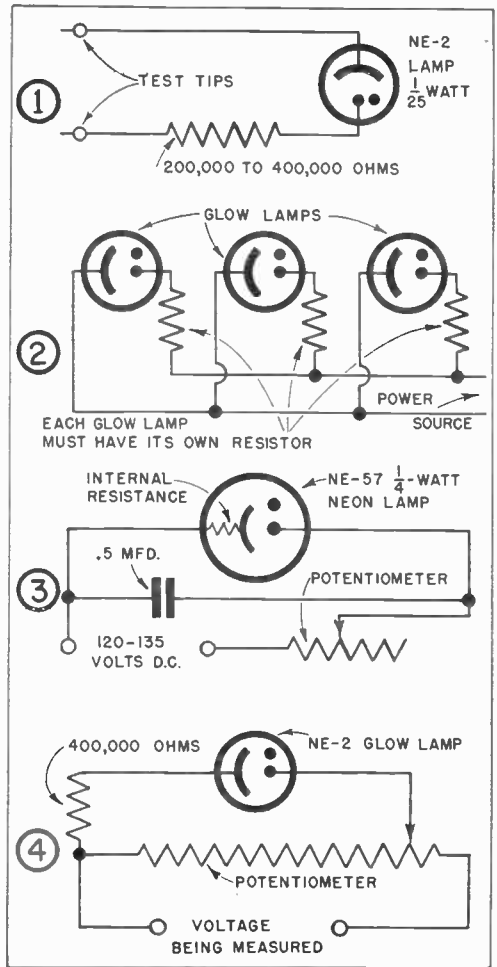 1
TEST TIPS
NE-2
LAMP
1/25 WATT
200,000 TO 400,000 OHMS
2
GLOW LAMPS
POWER
SOURCE
EACH GLOW LAMP
MUST HAVE ITS OWN RESISTOR
3
INTERNAL
RESISTANCE
NE-57 1/4-WATT
NEON LAMP
.5 MFD.
POTENTIOMETER
120-135
VOLTS D.C.
4
400,000 OHMS
NE-2 GLOW LAMP
POTENTIOMETER
VOLTAGE
BEING MEASURED